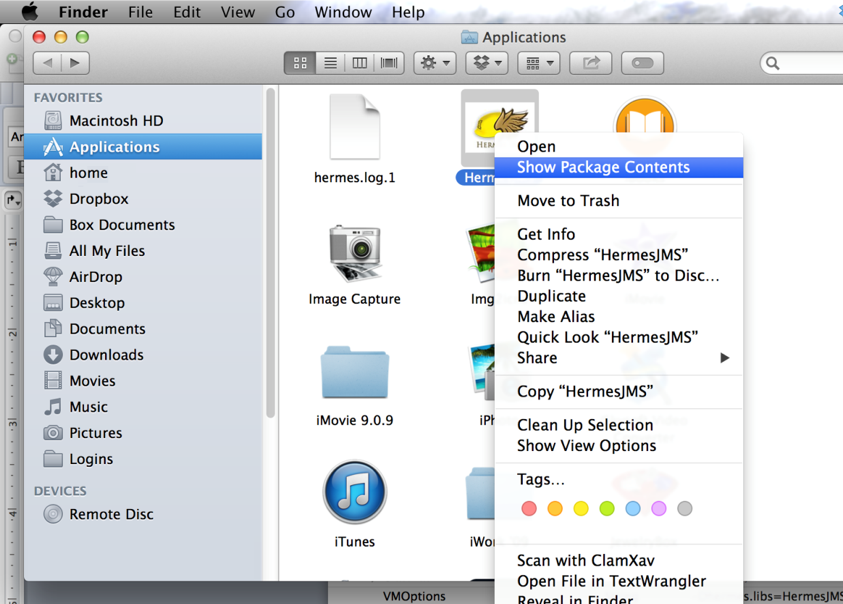 Finder File Edit View Go Window Help
Applications
FAVORITES
Macintosh HD
Applications
home
Dropbox
Box Documents
All My Files
AirDrop
Desktop
Documents
Downloads
Movies
Music
Pictures
Logins
DEVICES
Remote Disc
hermes.log.1
Herm
Image Capture
Img
iMovie 9.0.9
iPh
iTunes
iWor
Open
Show Package Contents
Move to Trash
Get Info
Compress “HermesJMS”
Burn “HermesJMS” to Disc...
Duplicate
Make Alias
Quick Look “HermesJMS”
Share
Copy “HermesJMS”
Clean Up Selection
Show View Options
Tags...
Scan with ClamXav
Open File in TextWrangler
Reveal in Finder
VMOptions
rmes.libs=HermesJMS